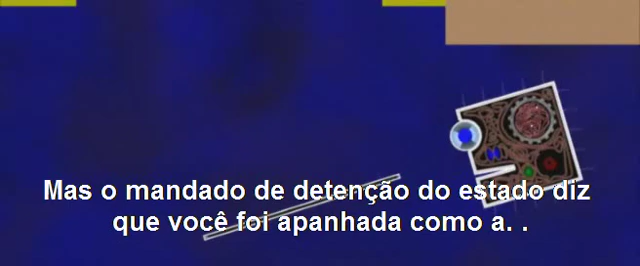 Mas o mandado de detenção do estado diz
que você foi apanhada como a. .